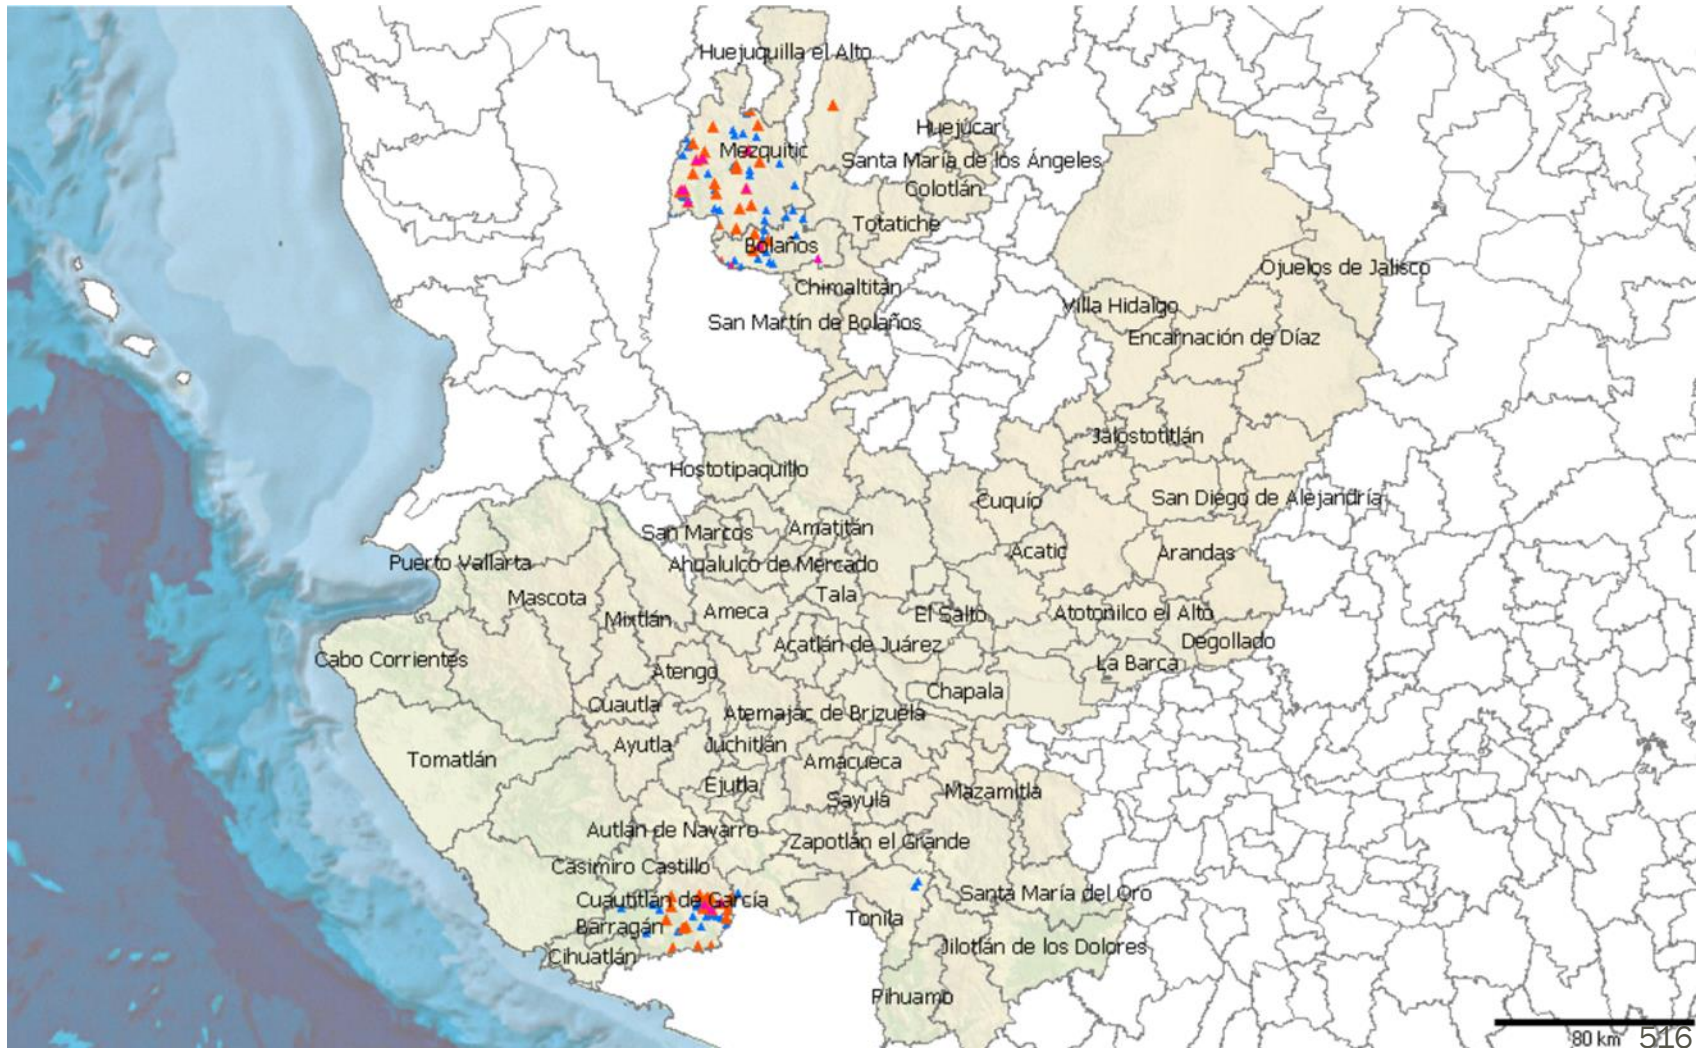 Huejuquilla el Alto
Huejúcar
Mezquitic
Santa María de los Ángeles
Colotlán
Totatiche
Bolaños
Ojuelos de Jalisco
Chimaltitán
Villa Hidalgo
San Martín de Bolaños
Encarnación de Díaz
Jalostotitlán
Hostotipaquillo
Cuquío
San Diego de Alejandría
San Marcos
Amatitán
Acatic
Arandas
Puerto Vallarta
Ahualulco de Mercado
Mascota
Tala
Mixtlán
Ameca
El Salto
Atotonilco el Alto
Acatlán de Juárez
Degollado
Cabo Corrientes
La Barca
Atengo
Chapala
Cuautla
Atemajac de Brizuela
Ayutla
Juchitlán
Tomatlán
Amacueca
Ejutla
Mazamitla
Sayula
Autlán de Navarro
Zapotlán el Grande
Casimiro Castillo
Santa María del Oro
Cuautitlán de García
Barragán
Tonila
Jilotlán de los Dolores
Cihuatlán
Pihuamo
80 km
516